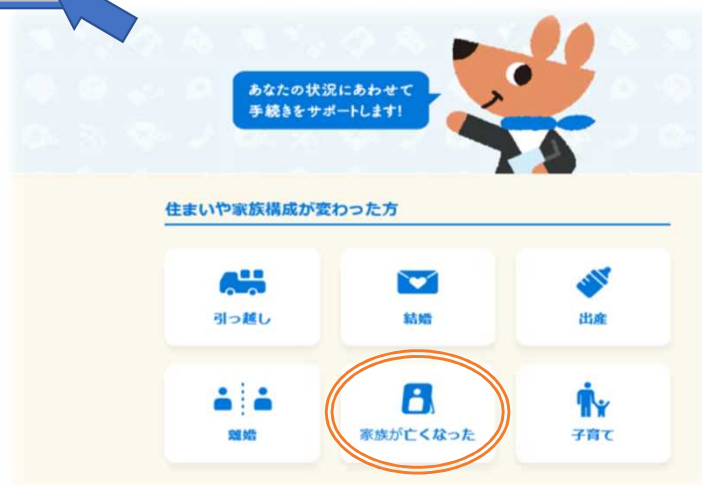 あなたの状況にあわせて
手続きをサポートします!
住まいや家族構成が変わった方
引っ越し
結婚
出産
離婚
家族が亡くなった
子育て